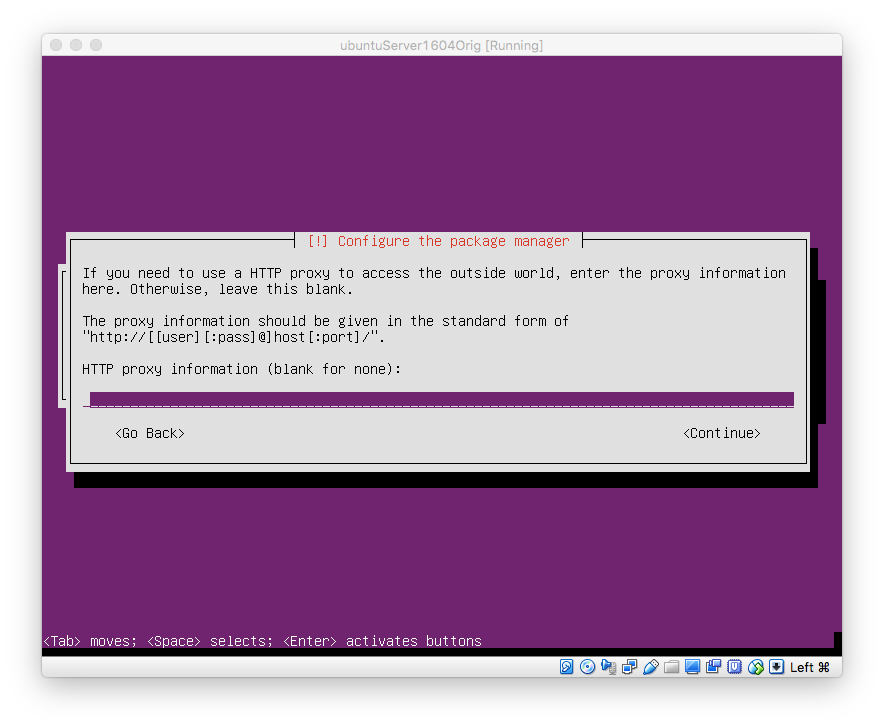 ubuntuServer1604Orig [Running]
[!] Configure the package manager
If you need to use a HTTP proxy to access the outside world, enter the proxy information
here. Otherwise, leave this blank.
The proxy information should be given in the standard form of
"http://[[user][:pass]@]host[:port]/".
HTTP proxy information (blank for none):
<Go Back> <Continue>
<Tab> moves; <Space> selects; <Enter> activates buttons
Left ⌘